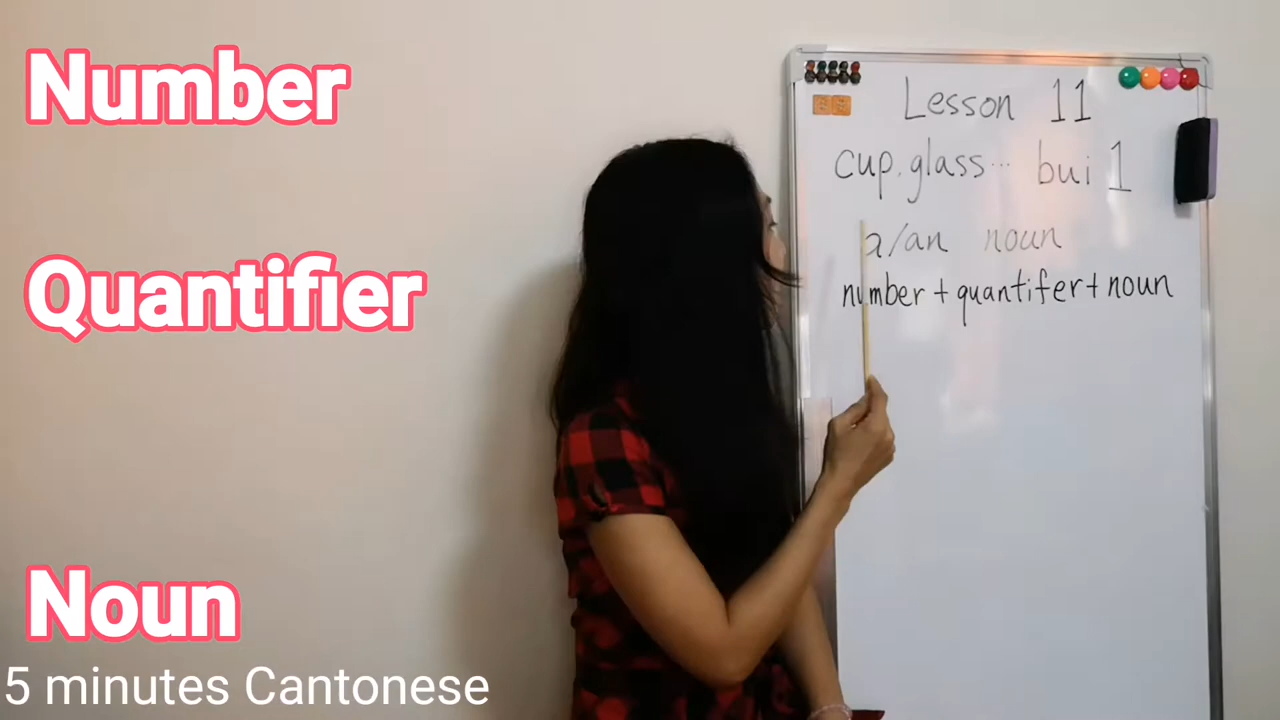 Number
Quantifier
Noun
5 minutes Cantonese
Lesson 11
cup, glass... bui 1
a/an noun
number + quantifer + noun